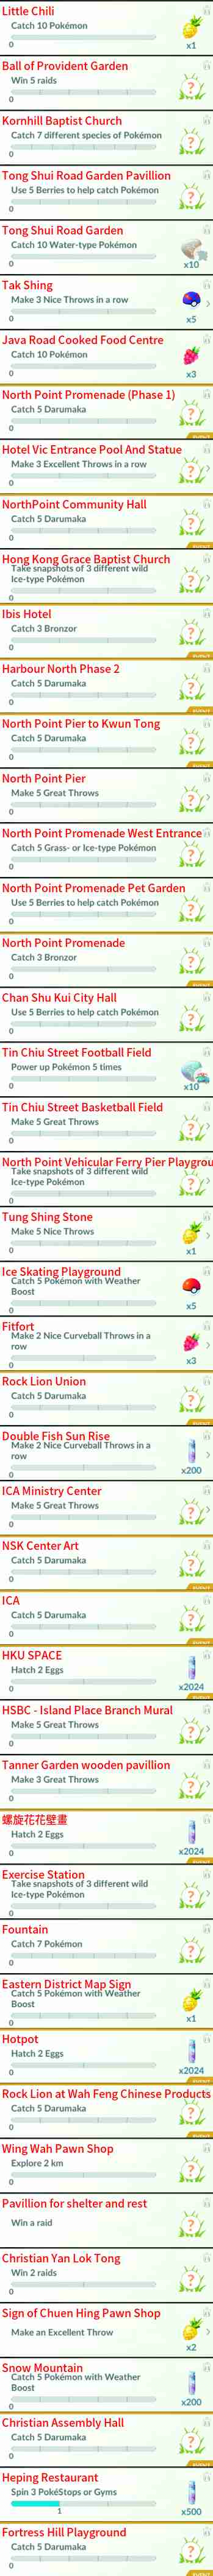 Little Chili
Catch 10 Pokémon
0
x1
Ball of Provident Garden
Win 5 raids
0
Kornhill Baptist Church
Catch 7 different species of Pokémon
0
Tong Shui Road Garden Pavillion
Use 5 Berries to help catch Pokémon
0
Tong Shui Road Garden
Catch 10 Water-type Pokémon
0
x10
Tak Shing
Make 3 Nice Throws in a row
0
x5
Java Road Cooked Food Centre
Catch 10 Pokémon
0
x3
North Point Promenade (Phase 1)
Catch 5 Darumaka
0
EVENT
Hotel Vic Entrance Pool And Statue
Make 3 Excellent Throws in a row
0
NorthPoint Community Hall
Catch 5 Darumaka
0
EVENT
Hong Kong Grace Baptist Church
Take snapshots of 3 different wild
Ice-type Pokémon
0
EVENT
Ibis Hotel
Catch 3 Bronzor
0
EVENT
Harbour North Phase 2
Catch 5 Darumaka
0
EVENT
North Point Pier to Kwun Tong
Catch 5 Darumaka
0
EVENT
North Point Pier
Make 5 Great Throws
0
North Point Promenade West Entrance
Catch 5 Grass- or Ice-type Pokémon
0
North Point Promenade Pet Garden
Use 5 Berries to help catch Pokémon
0
North Point Promenade
Catch 3 Bronzor
0
EVENT
Chan Shu Kui City Hall
Use 5 Berries to help catch Pokémon
0
Tin Chiu Street Football Field
Power up Pokémon 5 times
0
x10
Tin Chiu Street Basketball Field
Make 5 Great Throws
0
North Point Vehicular Ferry Pier Playgrou
Take snapshots of 3 different wild
Ice-type Pokémon
0
EVENT
Tung Shing Stone
Make 5 Nice Throws
0
x1
Ice Skating Playground
Catch 5 Pokémon with Weather
Boost
0
x5
Fitfort
Make 2 Nice Curveball Throws in a
row
0
x3
Rock Lion Union
Catch 5 Darumaka
0
EVENT
Double Fish Sun Rise
Make 2 Nice Curveball Throws in a
row
0
x200
ICA Ministry Center
Make 5 Great Throws
0
NSK Center Art
Catch 5 Darumaka
0
EVENT
ICA
Catch 5 Darumaka
0
EVENT
HKU SPACE
Hatch 2 Eggs
0
x2024
EVENT
HSBC - Island Place Branch Mural
Make 5 Great Throws
0
Tanner Garden wooden pavillion
Make 3 Great Throws
0
螺旋花花壁畫
Hatch 2 Eggs
0
x2024
EVENT
Exercise Station
Take snapshots of 3 different wild
Ice-type Pokémon
0
EVENT
Fountain
Catch 7 Pokémon
0
Eastern District Map Sign
Catch 5 Pokémon with Weather
Boost
0
x1
Hotpot
Hatch 2 Eggs
0
x2024
EVENT
Rock Lion at Wah Feng Chinese Products
Catch 5 Darumaka
0
EVENT
Wing Wah Pawn Shop
Explore 2 km
0
Pavillion for shelter and rest
Win a raid
Christian Yan Lok Tong
Win 2 raids
0
Sign of Chuen Hing Pawn Shop
Make an Excellent Throw
x2
Snow Mountain
Catch 5 Pokémon with Weather
Boost
0
x200
Christian Assembly Hall
Catch 5 Darumaka
0
EVENT
Heping Restaurant
Spin 3 PokéStops or Gyms
1
x500
Fortress Hill Playground
Catch 5 Darumaka
0
EVENT